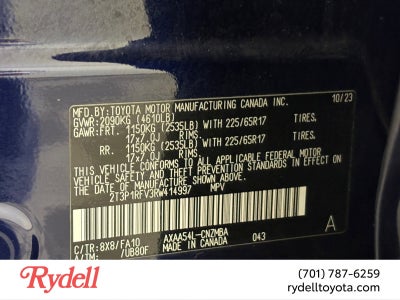 MFD.BY:TOYOTA MOTOR MANUFACTURING CANADA INC. 10/23
GVWR:2090KG (4610LB)
GAWR:FRT. 1150KG (2535LB) WITH 225/65R17 TIRES.
17x7.0J RIMS.
RR. 1150KG (2535LB) WITH 225/65R17 TIRES,
17x7.0J RIMS.
THIS VEHICLE CONFORMS TO ALL APPLICABLE FEDERAL MOTOR
VEHICLE SAFETY, BUMPER, AND THEFT PREVENTION STANDARDS IN
EFFECT ON THE DATE OF MANUFACTURE SHOWN ABOVE.
2T3P1RFV3RW414997 MPV
C/TR:8X8/FA10 AXAA54L-CNZMBA A
A/TM: /UB80F MADE IN CANADA 043
Rydell
(701) 787-6259
rydelltoyota.com